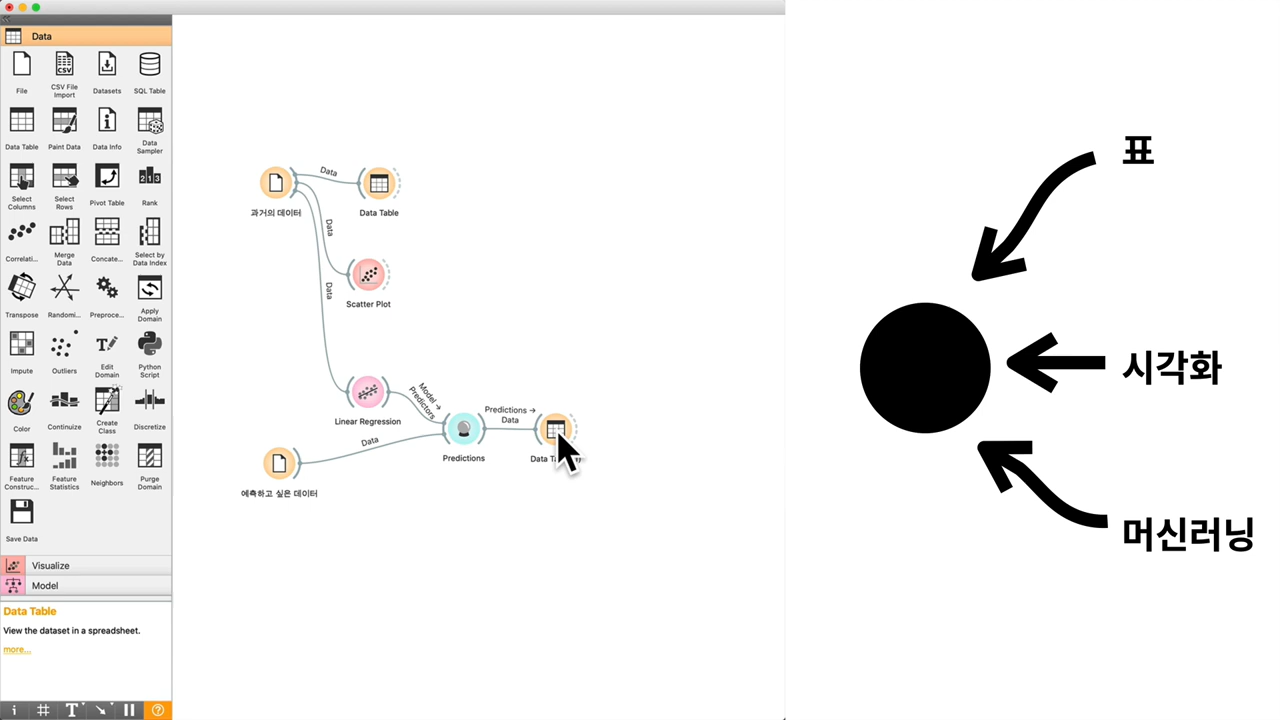 Data
File
CSV File
Import
Datasets
SQL Table
Data Table
Paint Data
Data Info
Data
Sampler
Select
Columns
Select
Rows
Pivot Table
Rank
Correlati...
Merge
Data
Concate...
Select by
Data Index
Transpose
Randomi...
Preproce...
Apply
Domain
Impute
Outliers
Edit
Domain
Python
Script
Color
Continuize
Create
Class
Discretize
Feature
Construc...
Feature
Statistics
Neighbors
Purge
Domain
Save Data
Visualize
Model
Data Table
View the dataset in a spreadsheet.
more...
Data
과거의 데이터
Data Table
Data
Scatter Plot
Data
Linear Regression
Model →
Predictors
Predictions →
Data
Data
Predictions
예측하고 싶은 데이터
표
시각화
머신러닝